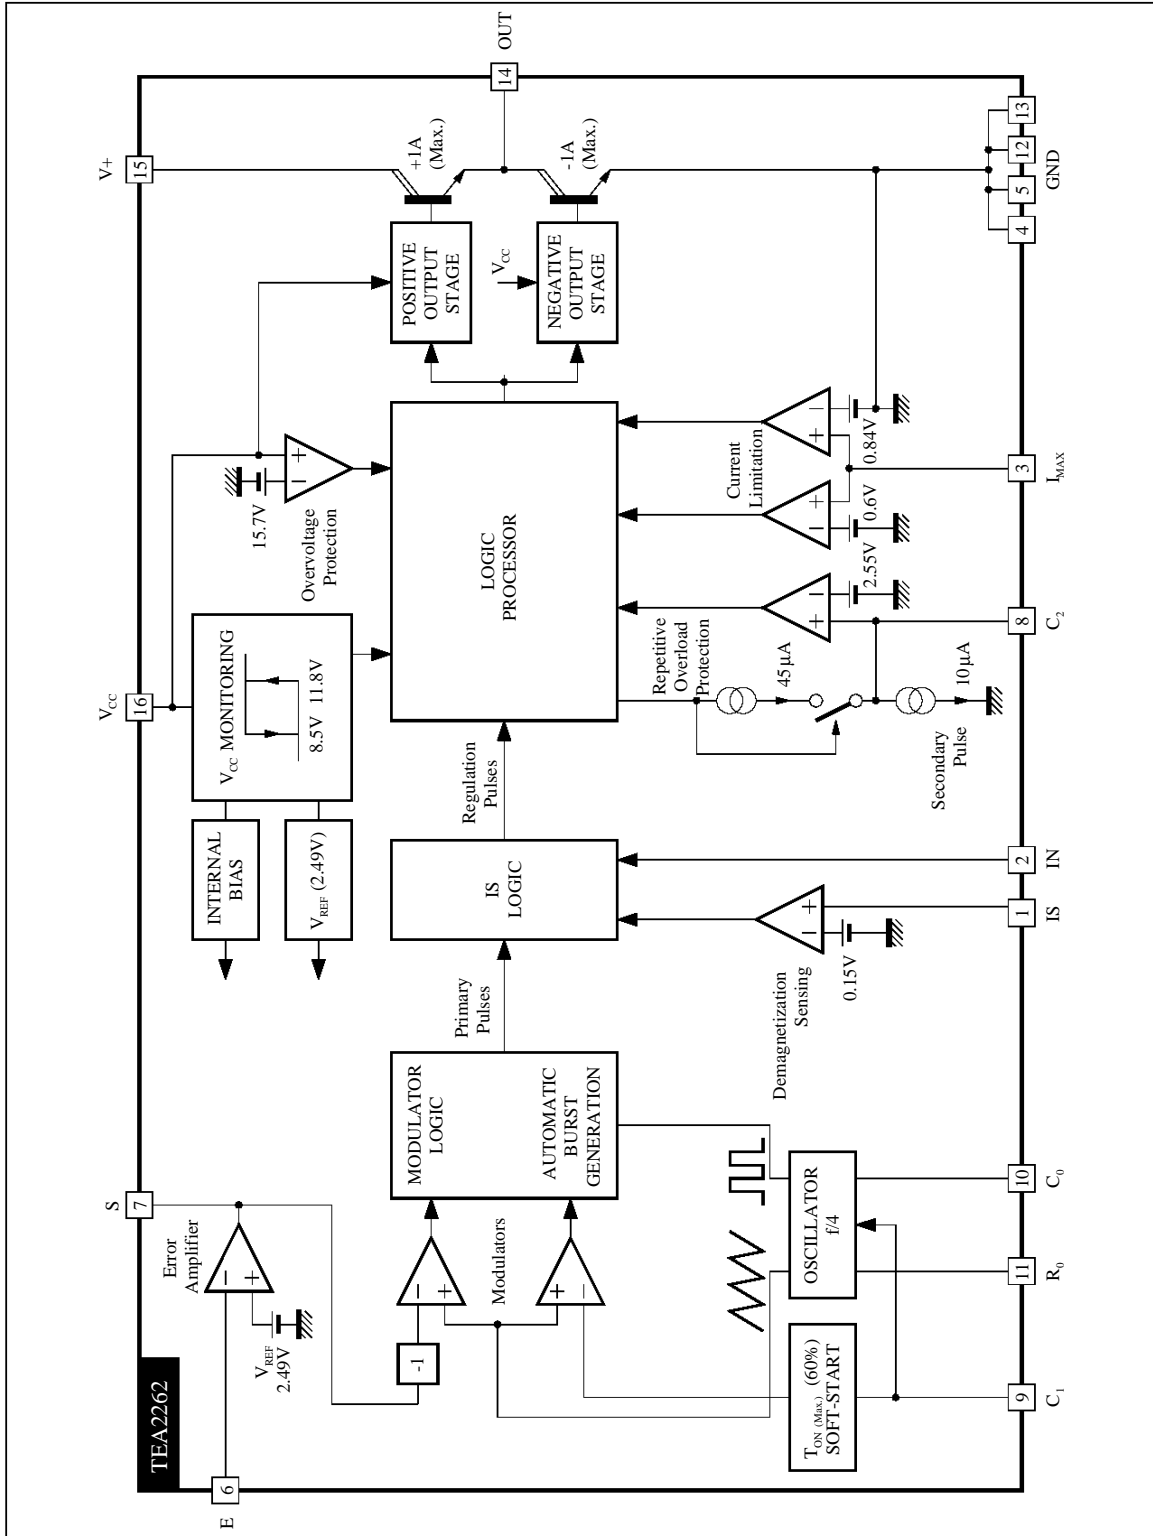 TEA2262
E
6
S
7
V_CC
16
V+
15
14
OUT
Error
Amplifier
−
+
V_REF
2.49V
-1
−
+
Modulators
+
−
MODULATOR
LOGIC
AUTOMATIC
BURST
GENERATION
Primary
Pulses
IS
LOGIC
Regulation
Pulses
LOGIC
PROCESSOR
INTERNAL
BIAS
V_REF (2.49V)
V_CC MONITORING
8.5V 11.8V
15.7V
−
+
Overvoltage
Protection
POSITIVE
OUTPUT
STAGE
+1A
(Max.)
V_CC
NEGATIVE
OUTPUT
STAGE
-1A
(Max.)
Repetitive
Overload
Protection
45µA
10µA
Secondary
Pulse
+
−
2.55V
−
+
0.6V
Current
Limitation
+
−
0.84V
Demagnetization
Sensing
−
+
0.15V
T_ON (Max.) (60%)
SOFT-START
OSCILLATOR
f/4
9
C_1
11
R_0
10
C_0
1
IS
2
IN
8
C_2
3
I_MAX
4
5
12
13
GND